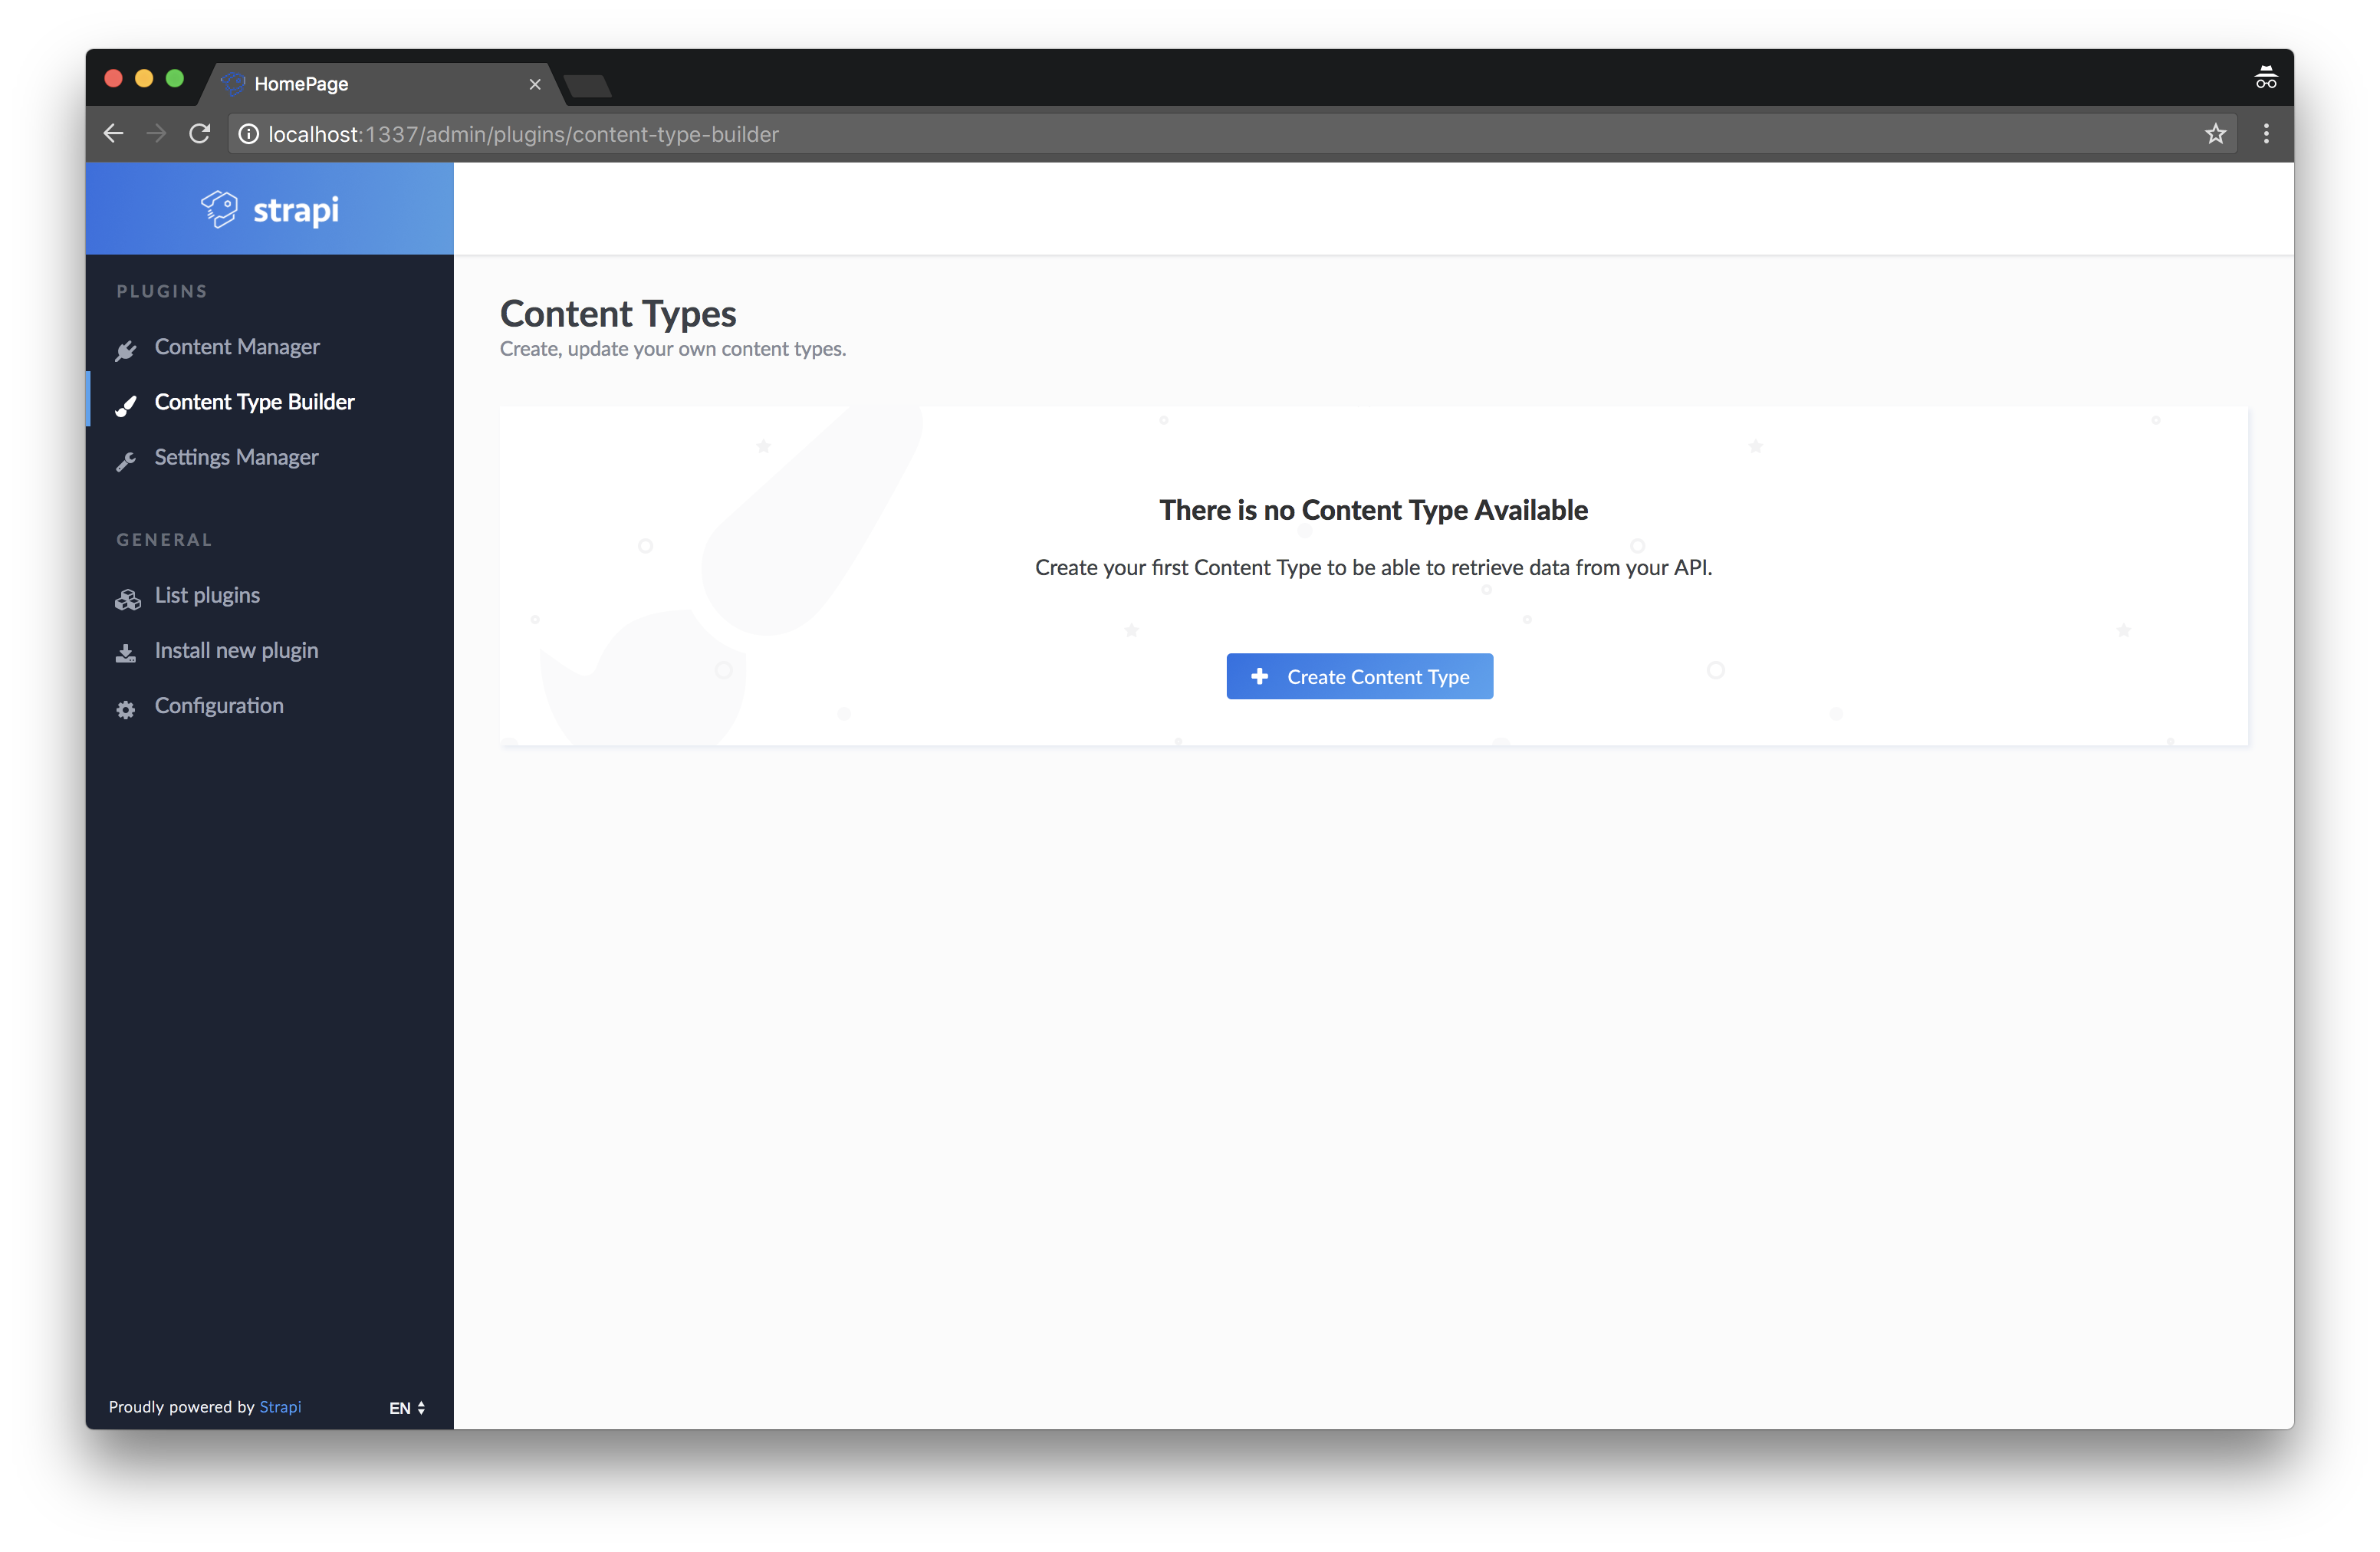 HomePage
localhost:1337/admin/plugins/content-type-builder
strapi
PLUGINS
Content Manager
Content Type Builder
Settings Manager
GENERAL
List plugins
Install new plugin
Configuration
Proudly powered by Strapi
EN
Content Types
Create, update your own content types.
There is no Content Type Available
Create your first Content Type to be able to retrieve data from your API.
Create Content Type